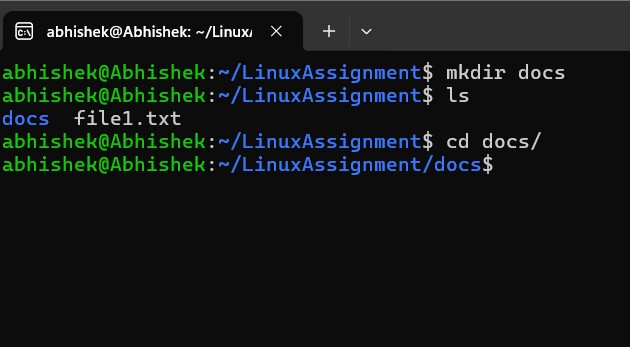 abhishek@Abhishek: ~/Linux/
abhishek@Abhishek:~/LinuxAssignment$ mkdir docs
abhishek@Abhishek:~/LinuxAssignment$ ls
docs  file1.txt
abhishek@Abhishek:~/LinuxAssignment$ cd docs/
abhishek@Abhishek:~/LinuxAssignment/docs$